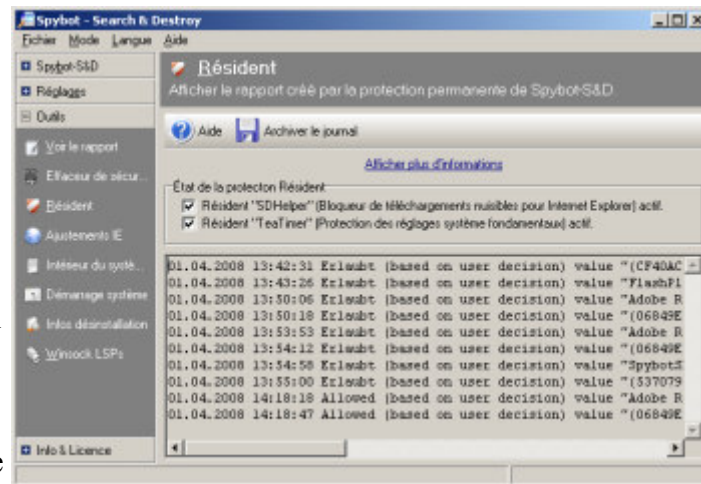 Spybot - Search & Destroy
Fichier Mode Langue Aide
Spybot-S&D
Réglages
Outils
Voir le rapport
Effaceur de sécur...
Résident
Ajustements IE
Intérieur du systè...
Démarrage système
Infos désinstallation
Winsock LSPs
Info & Licence
Résident
Afficher le rapport créé par la protection permanente de Spybot-S&D.
Aide Archiver le journal
Afficher plus d'informations
État de la protecton Résident
Résident "SDHelper" (Bloqueur de téléchargements nuisibles pour Internet Explorer) actif.
Résident "TeaTimer" (Protection des réglages système fondamentaux) actif.
01.04.2008 13:42:31 Erlaubt (based on user decision) value "(CF40AC
01.04.2008 13:43:26 Erlaubt (based on user decision) value "FlashPl
01.04.2008 13:50:06 Erlaubt (based on user decision) value "Adobe R
01.04.2008 13:50:18 Erlaubt (based on user decision) value "(06849E
01.04.2008 13:53:53 Erlaubt (based on user decision) value "Adobe R
01.04.2008 13:54:12 Erlaubt (based on user decision) value "(06849E
01.04.2008 13:54:58 Erlaubt (based on user decision) value "SpybotS
01.04.2008 13:55:00 Erlaubt (based on user decision) value "(537079
01.04.2008 14:18:18 Allowed (based on user decision) value "Adobe R
01.04.2008 14:18:47 Allowed (based on user decision) value "(06849E
e